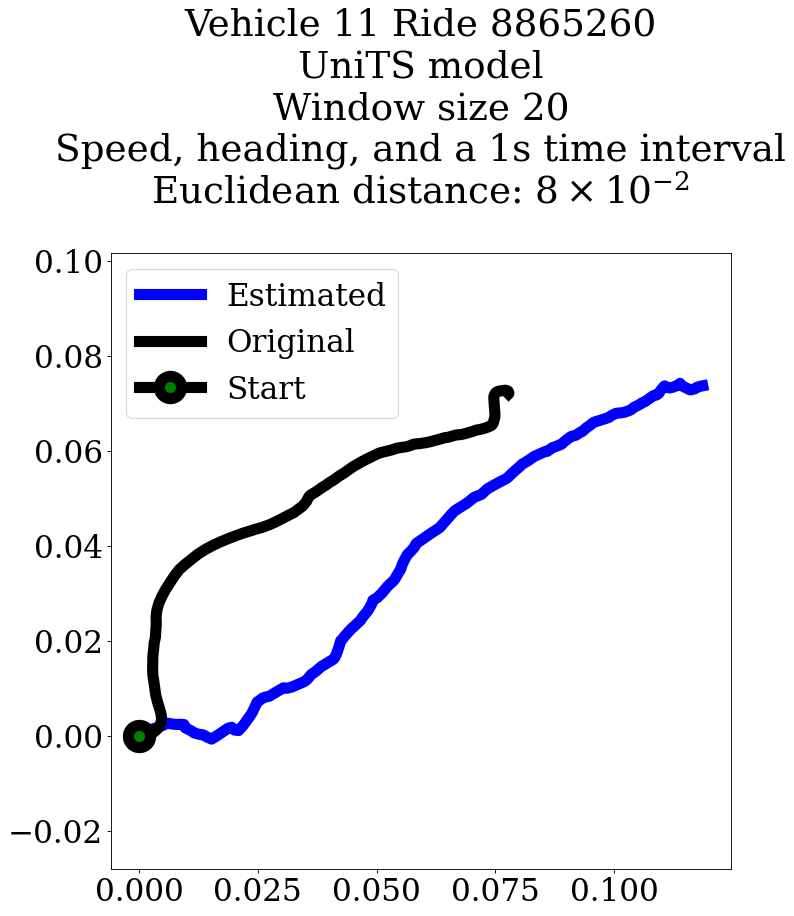 Vehicle 11 Ride 8865260
UniTS model
Window size 20
Speed, heading, and a 1s time interval
Euclidean distance: $8 \times 10^{-2}$
0.10
0.08
0.06
0.04
0.02
0.00
−0.02
Estimated
Original
Start
0.000 0.025 0.050 0.075 0.100